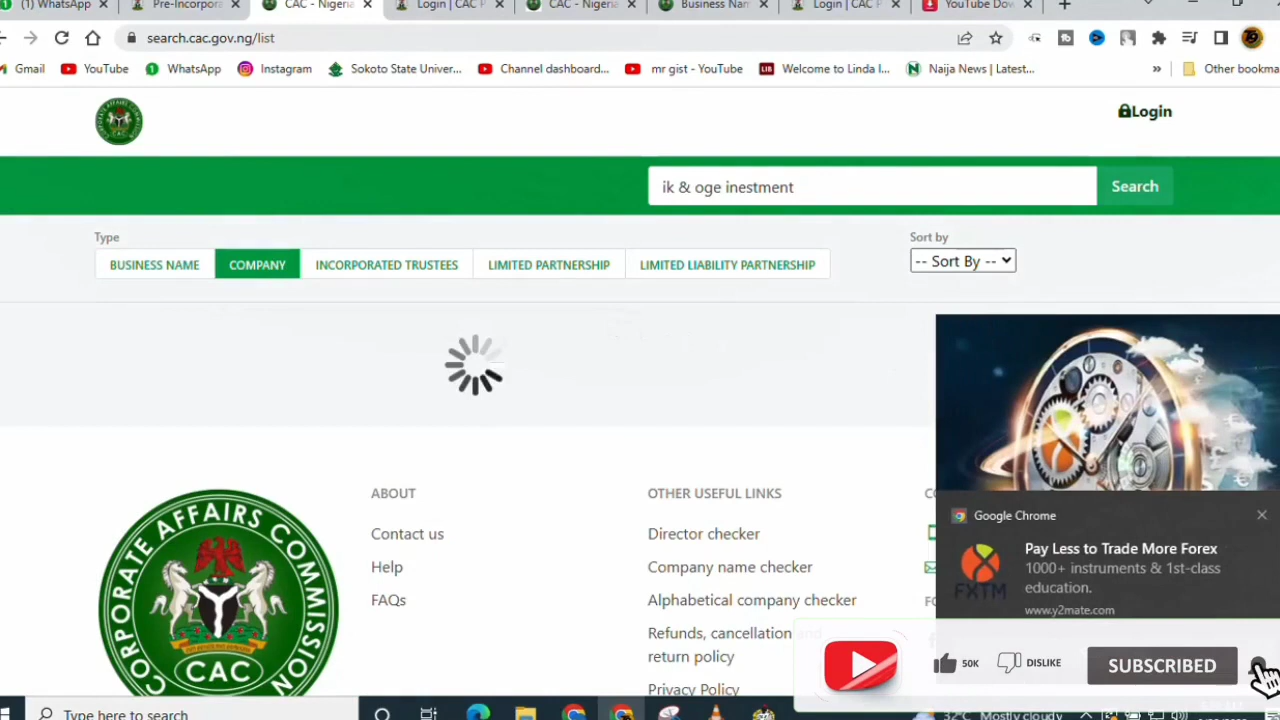 (1) WhatsApp
Pre-Incorpora
CAC - Nigeria
Login | CAC P
CAC - Nigeria
Business Nam
Login | CAC P
YouTube Dow
search.cac.gov.ng/list
Gmail
YouTube
WhatsApp
Instagram
Sokoto State Univer...
Channel dashboard...
mr gist - YouTube
LIB
Welcome to Linda I...
Naija News | Latest...
»
Other bookma
Login
ik & oge inestment
Search
Type
Sort by
BUSINESS NAME
COMPANY
INCORPORATED TRUSTEES
LIMITED PARTNERSHIP
LIMITED LIABILITY PARTNERSHIP
-- Sort By --
ABOUT
Contact us
Help
FAQs
OTHER USEFUL LINKS
Director checker
Company name checker
Alphabetical company checker
Refunds, cancellation and
return policy
Privacy Policy
CORPORATE AFFAIRS COMMISSION
CAC
Google Chrome
Pay Less to Trade More Forex
1000+ instruments & 1st-class
education.
www.y2mate.com
FXTM
50K
DISLIKE
SUBSCRIBED
Type here to search
32°C Mostly cloudy